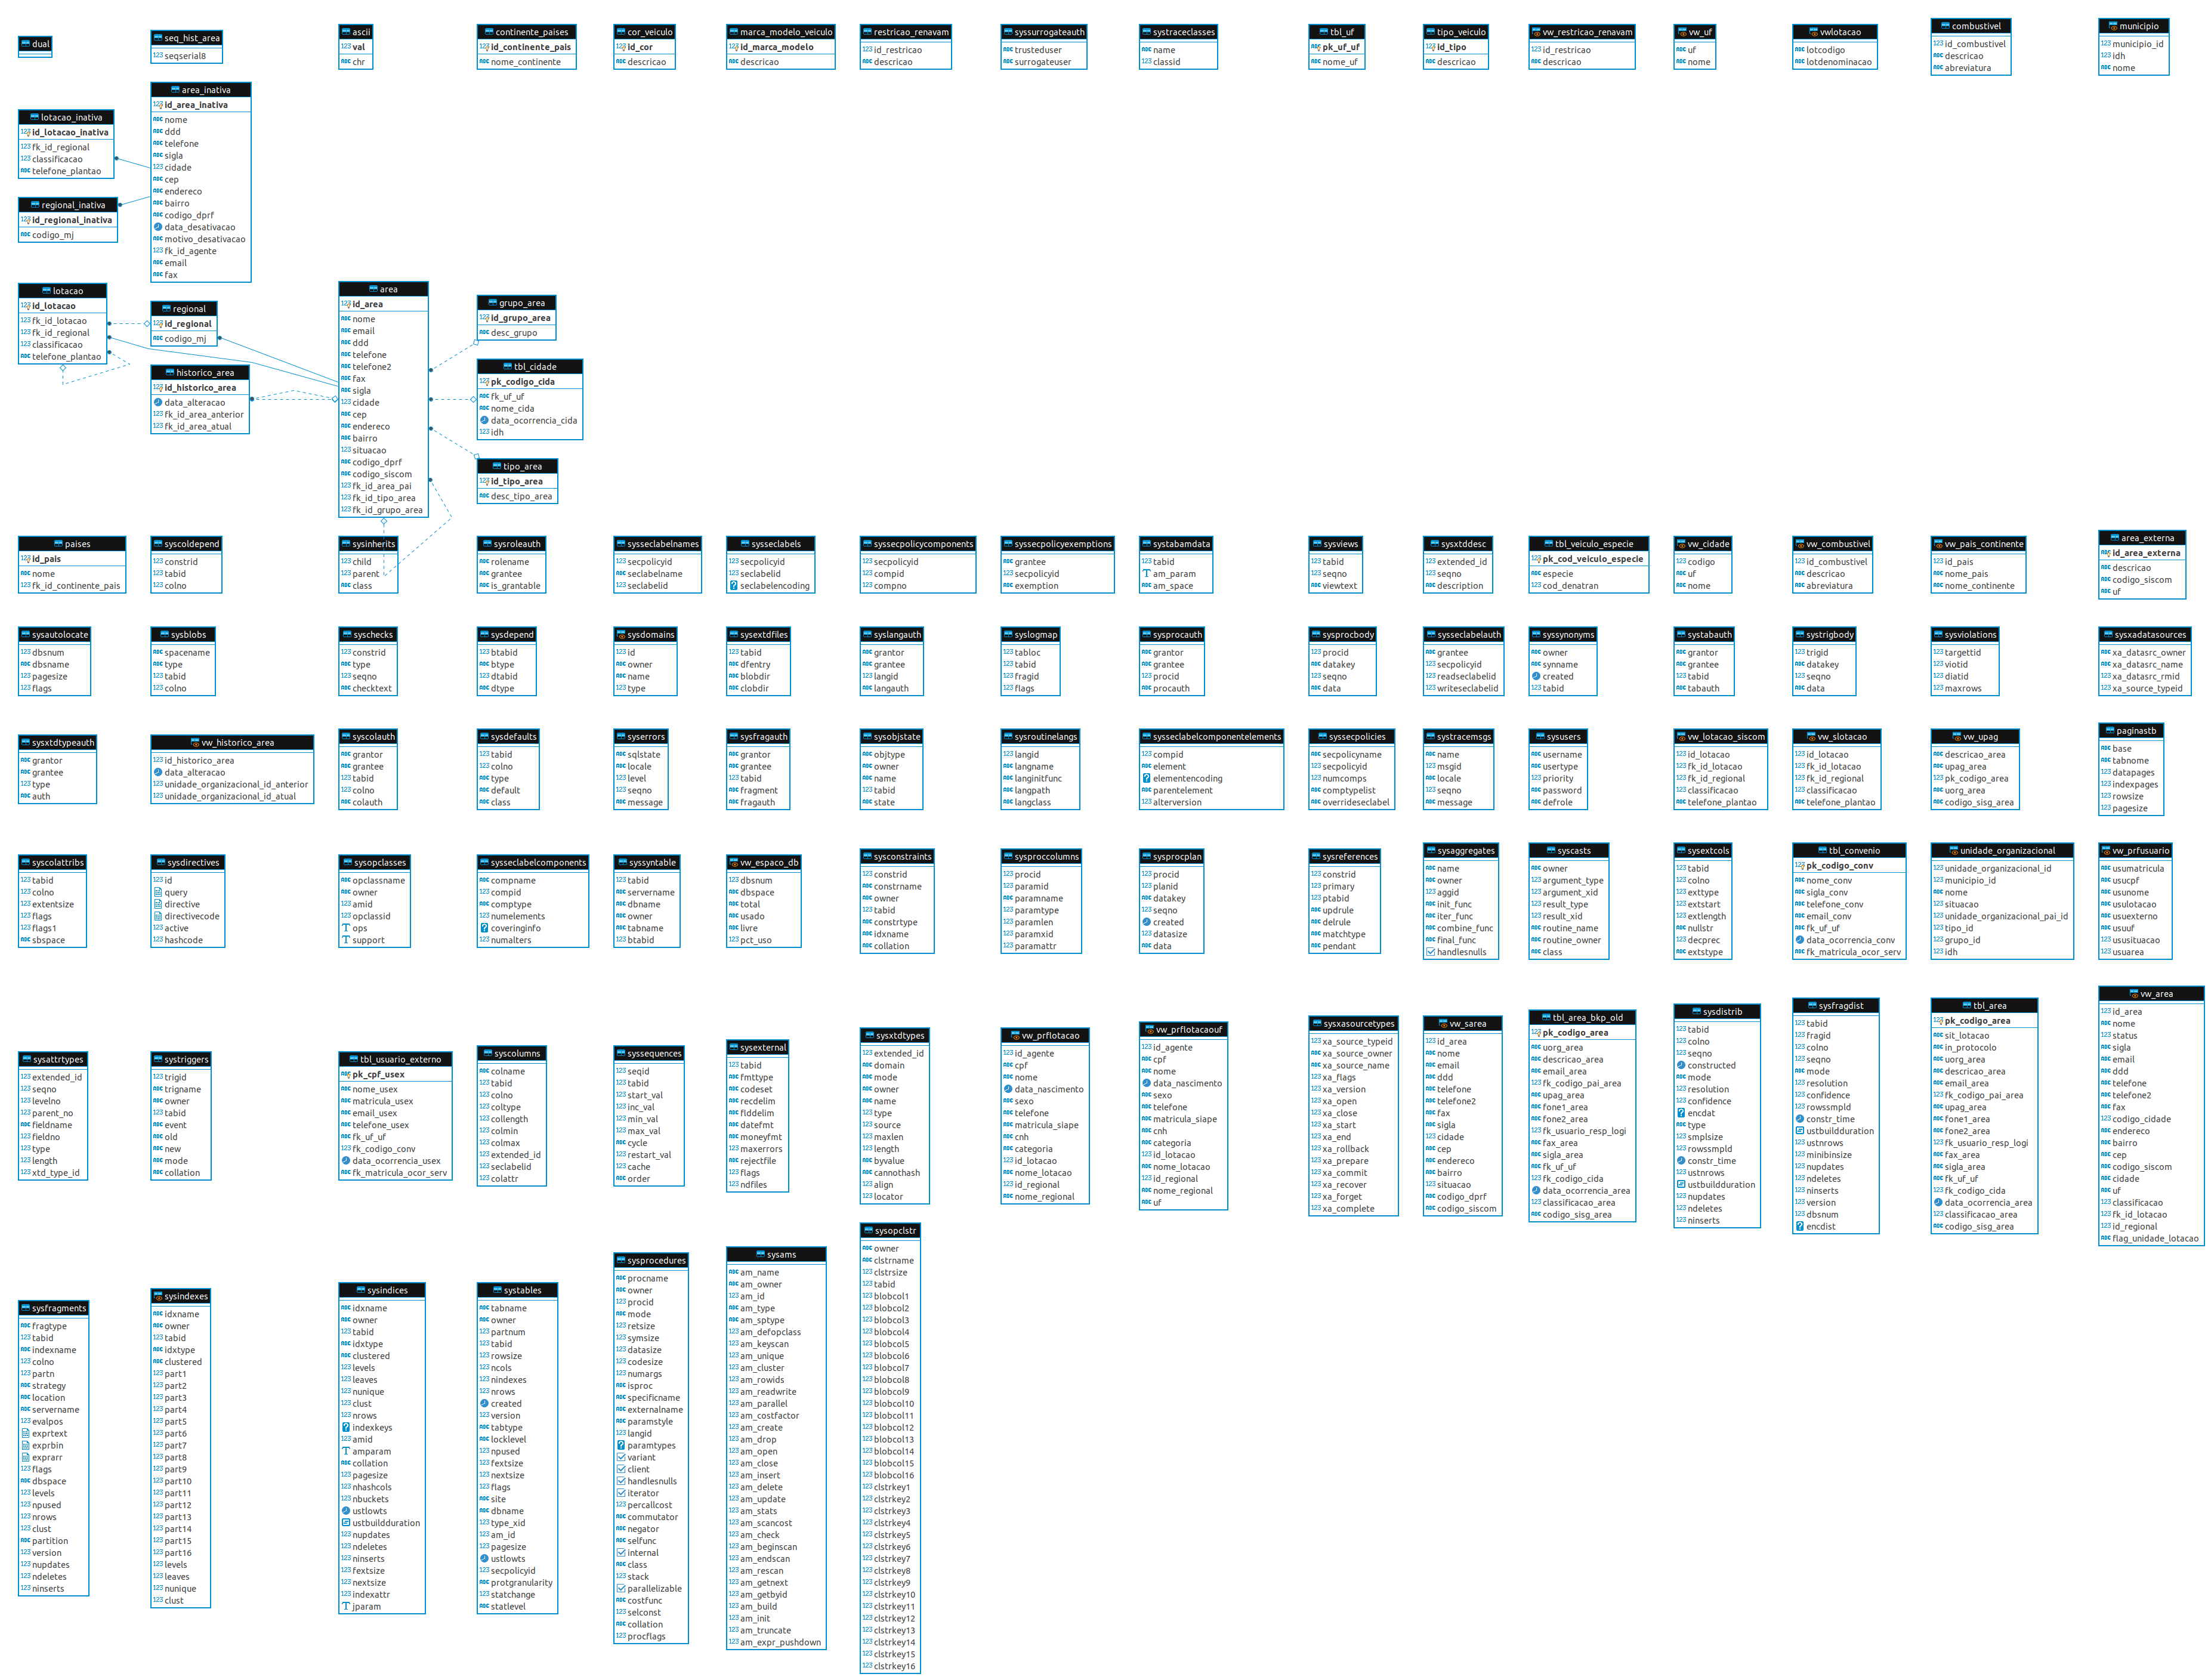 dual
seq_hist_area
seqserial8
ascii
val
chr
continente_paises
id_continente_pais
nome_continente
cor_veiculo
id_cor
descricao
marca_modelo_veiculo
id_marca_modelo
descricao
restricao_renavam
id_restricao
descricao
syssurrogateauth
trusteduser
surrogateuser
systraceclasses
name
classid
tbl_uf
pk_uf_uf
nome_uf
tipo_veiculo
id_tipo
descricao
vw_restricao_renavam
id_restricao
descricao
vw_uf
uf
nome
vwlotacao
lotcodigo
lotdenominacao
combustivel
id_combustivel
descricao
abreviatura
municipio
municipio_id
idh
nome
lotacao_inativa
id_lotacao_inativa
fk_id_regional
classificacao
telefone_plantao
area_inativa
id_area_inativa
nome
ddd
telefone
sigla
cidade
cep
endereco
bairro
codigo_dprf
data_desativacao
motivo_desativacao
fk_id_agente
email
fax
regional_inativa
id_regional_inativa
codigo_mj
lotacao
id_lotacao
fk_id_lotacao
fk_id_regional
classificacao
telefone_plantao
regional
id_regional
codigo_mj
historico_area
id_historico_area
data_alteracao
fk_id_area_anterior
fk_id_area_atual
area
id_area
nome
email
ddd
telefone
telefone2
fax
sigla
cidade
cep
endereco
bairro
situacao
codigo_dprf
codigo_siscom
fk_id_area_pai
fk_id_tipo_area
fk_id_grupo_area
grupo_area
id_grupo_area
desc_grupo
tbl_cidade
pk_codigo_cida
fk_uf_uf
nome_cida
data_ocorrencia_cida
idh
tipo_area
id_tipo_area
desc_tipo_area
paises
id_pais
nome
fk_id_continente_pais
syscoldepend
constrid
tabid
colno
sysinherits
child
parent
class
sysroleauth
rolename
grantee
is_grantable
sysseclabelnames
secpolicyid
seclabelname
seclabelid
sysseclabels
secpolicyid
seclabelid
seclabelencoding
syssecpolicycomponents
secpolicyid
compid
compno
syssecpolicyexemptions
grantee
secpolicyid
exemption
systabamdata
tabid
am_param
am_space
sysviews
tabid
seqno
viewtext
sysxtddesc
extended_id
seqno
description
tbl_veiculo_especie
pk_cod_veiculo_especie
especie
cod_denatran
vw_cidade
codigo
uf
nome
vw_combustivel
id_combustivel
descricao
abreviatura
vw_pais_continente
id_pais
nome_pais
nome_continente
area_externa
id_area_externa
descricao
codigo_siscom
uf
sysautolocate
dbsnum
dbsname
pagesize
flags
sysblobs
spacename
type
tabid
colno
syschecks
constrid
type
seqno
checktext
sysdepend
btabid
btype
dtabid
dtype
sysdomains
id
owner
name
type
sysextdfiles
tabid
dfentry
blobdir
clobdir
syslangauth
grantor
grantee
langid
langauth
syslogmap
tabloc
tabid
fragid
flags
sysprocauth
grantor
grantee
procid
procauth
sysprocbody
procid
datakey
seqno
data
sysseclabelauth
grantee
secpolicyid
readseclabelid
writeseclabelid
syssynonyms
owner
synname
created
tabid
systabauth
grantor
grantee
tabid
tabauth
systrigbody
trigid
datakey
seqno
data
sysviolations
targettid
viotid
diatid
maxrows
sysxadatasources
xa_datasrc_owner
xa_datasrc_name
xa_datasrc_rmid
xa_source_typeid
sysxtdtypeauth
grantor
grantee
type
auth
vw_historico_area
id_historico_area
data_alteracao
unidade_organizacional_id_anterior
unidade_organizacional_id_atual
syscolauth
grantor
grantee
tabid
colno
colauth
sysdefaults
tabid
colno
type
default
class
syserrors
sqlstate
locale
level
seqno
message
sysfragauth
grantor
grantee
tabid
fragment
fragauth
sysobjstate
objtype
owner
name
tabid
state
sysroutinelangs
langid
langname
langinitfunc
langpath
langclass
sysseclabelcomponentelements
compid
element
elementencoding
parentelement
alterversion
syssecpolicies
secpolicyname
secpolicyid
numcomps
comptypelist
overrideseclabel
systracemsgs
name
msgid
locale
seqno
message
sysusers
username
usertype
priority
password
defrole
vw_lotacao_siscom
id_lotacao
fk_id_lotacao
fk_id_regional
classificacao
telefone_plantao
vw_slotacao
id_lotacao
fk_id_lotacao
fk_id_regional
classificacao
telefone_plantao
vw_upag
descricao_area
upag_area
pk_codigo_area
uorg_area
codigo_sisg_area
paginastb
base
tabname
datapages
indexpages
rowsize
pagesize
syscolattribs
tabid
colno
extentsize
flags
flags1
sbspace
sysdirectives
id
query
directive
directivecode
active
hashcode
sysopclasses
opclassname
owner
amid
opclassid
ops
support
sysseclabelcomponents
compname
compid
comptype
numelements
coveringinfo
numalters
syssyntable
tabid
servername
dbname
owner
tabname
btabid
vw_espaco_db
dbsnum
dbspace
total
usado
livre
pct_uso
sysconstraints
constrid
constrname
owner
tabid
constrtype
idxname
collation
sysproccolumns
procid
paramid
paramname
paramtype
paramlen
paramxid
paramattr
sysprocplan
procid
planid
datakey
seqno
created
datasize
data
sysreferences
constrid
primary
ptabid
updrule
delrule
matchtype
pendant
sysaggregates
name
owner
aggid
init_func
iter_func
combine_func
final_func
handlesnulls
syscasts
owner
argument_type
argument_xid
result_type
result_xid
routine_name
routine_owner
class
sysextcols
tabid
colno
exttype
extstart
extlength
nullstr
decprec
extstype
tbl_convenio
pk_codigo_conv
nome_conv
sigla_conv
telefone_conv
email_conv
fk_uf_uf
data_ocorrencia_conv
fk_matricula_ocor_serv
unidade_organizacional
unidade_organizacional_id
municipio_id
nome
situacao
unidade_organizacional_pai_id
tipo_id
grupo_id
idh
vw_prfusuario
usumatricula
usucpf
usunome
usulotacao
usuexterno
usuuf
ususituacao
usuarea
sysattrtypes
extended_id
seqno
levelno
parent_no
fieldname
fieldno
type
length
xtd_type_id
systriggers
trigid
trigname
owner
tabid
event
old
new
mode
collation
tbl_usuario_externo
pk_cpf_usex
nome_usex
matricula_usex
email_usex
telefone_usex
fk_uf_uf
fk_codigo_conv
data_ocorrencia_usex
fk_matricula_ocor_serv
syscolumns
colname
tabid
colno
coltype
collength
colmin
colmax
extended_id
seclabelid
colattr
syssequences
seqid
tabid
start_val
inc_val
min_val
max_val
cycle
restart_val
cache
order
sysexternal
tabid
fmttype
codeset
recdelim
flddelim
datefmt
moneyfmt
maxerrors
rejectfile
flags
ndfiles
sysxtdtypes
extended_id
domain
mode
owner
name
type
source
maxlen
length
byvalue
cannothash
align
locator
vw_prflotacao
id_agente
cpf
nome
data_nascimento
sexo
telefone
matricula_siape
cnh
categoria
id_lotacao
nome_lotacao
id_regional
nome_regional
vw_prflotacaouf
id_agente
cpf
nome
data_nascimento
sexo
telefone
matricula_siape
cnh
categoria
id_lotacao
nome_lotacao
id_regional
nome_regional
uf
sysxasourcetypes
xa_source_typeid
xa_source_owner
xa_source_name
xa_flags
xa_version
xa_open
xa_close
xa_start
xa_end
xa_rollback
xa_prepare
xa_commit
xa_recover
xa_forget
xa_complete
vw_sarea
id_area
nome
email
ddd
telefone
telefone2
fax
sigla
cidade
cep
endereco
bairro
situacao
codigo_dprf
codigo_siscom
tbl_area_bkp_old
pk_codigo_area
uorg_area
descricao_area
email_area
fk_codigo_pai_area
upag_area
fone1_area
fone2_area
fk_usuario_resp_logi
fax_area
sigla_area
fk_uf_uf
fk_codigo_cida
data_ocorrencia_area
classificacao_area
codigo_sisg_area
sysdistrib
tabid
colno
seqno
constructed
mode
resolution
confidence
encdat
type
smplsize
rowssmpld
constr_time
ustnrows
ustbuildduration
nupdates
ndeletes
ninserts
sysfragdist
tabid
fragid
colno
seqno
mode
resolution
confidence
rowssmpld
constr_time
ustbuildduration
ustnrows
minibinsize
nupdates
ndeletes
ninserts
version
dbsnum
encdist
tbl_area
pk_codigo_area
sit_lotacao
in_protocolo
uorg_area
descricao_area
email_area
fk_codigo_pai_area
upag_area
fone1_area
fone2_area
fk_usuario_resp_logi
fax_area
sigla_area
fk_uf_uf
fk_codigo_cida
data_ocorrencia_area
classificacao_area
codigo_sisg_area
vw_area
id_area
nome
status
sigla
email
ddd
telefone
telefone2
fax
codigo_cidade
endereco
bairro
cep
codigo_siscom
cidade
uf
classificacao
fk_id_lotacao
id_regional
flag_unidade_lotacao
sysfragments
fragtype
tabid
indexname
colno
partn
strategy
location
servername
evalpos
exprtext
exprbin
exprarr
flags
dbspace
levels
npused
nrows
clust
partition
version
nupdates
ndeletes
ninserts
sysindexes
idxname
owner
tabid
idxtype
clustered
part1
part2
part3
part4
part5
part6
part7
part8
part9
part10
part11
part12
part13
part14
part15
part16
levels
leaves
nunique
clust
sysindices
idxname
owner
tabid
idxtype
clustered
levels
leaves
nunique
clust
nrows
indexkeys
amid
amparam
collation
pagesize
nhashcols
nbuckets
ustlowts
ustbuildduration
nupdates
ndeletes
ninserts
fextsize
nextsize
indexattr
jparam
systables
tabname
owner
partnum
tabid
rowsize
ncols
nindexes
nrows
created
version
tabtype
locklevel
npused
fextsize
nextsize
flags
site
dbname
type_xid
am_id
pagesize
ustlowts
secpolicyid
protgranularity
statchange
statlevel
sysprocedures
procname
owner
procid
mode
retsize
symsize
datasize
codesize
numargs
isproc
specificname
externalname
paramstyle
langid
paramtypes
variant
client
handlesnulls
iterator
percallcost
commutator
negator
selfunc
internal
class
stack
parallelizable
costfunc
selconst
collation
procflags
sysams
am_name
am_owner
am_id
am_type
am_sptype
am_defopclass
am_keyscan
am_unique
am_cluster
am_rowids
am_readwrite
am_parallel
am_costfactor
am_create
am_drop
am_open
am_close
am_insert
am_delete
am_update
am_stats
am_scancost
am_check
am_beginscan
am_endscan
am_rescan
am_getnext
am_getbyid
am_build
am_init
am_truncate
am_expr_pushdown
sysopclstr
owner
clstrname
clstrsize
tabid
blobcol1
blobcol2
blobcol3
blobcol4
blobcol5
blobcol6
blobcol7
blobcol8
blobcol9
blobcol10
blobcol11
blobcol12
blobcol13
blobcol14
blobcol15
blobcol16
clstrkey1
clstrkey2
clstrkey3
clstrkey4
clstrkey5
clstrkey6
clstrkey7
clstrkey8
clstrkey9
clstrkey10
clstrkey11
clstrkey12
clstrkey13
clstrkey14
clstrkey15
clstrkey16